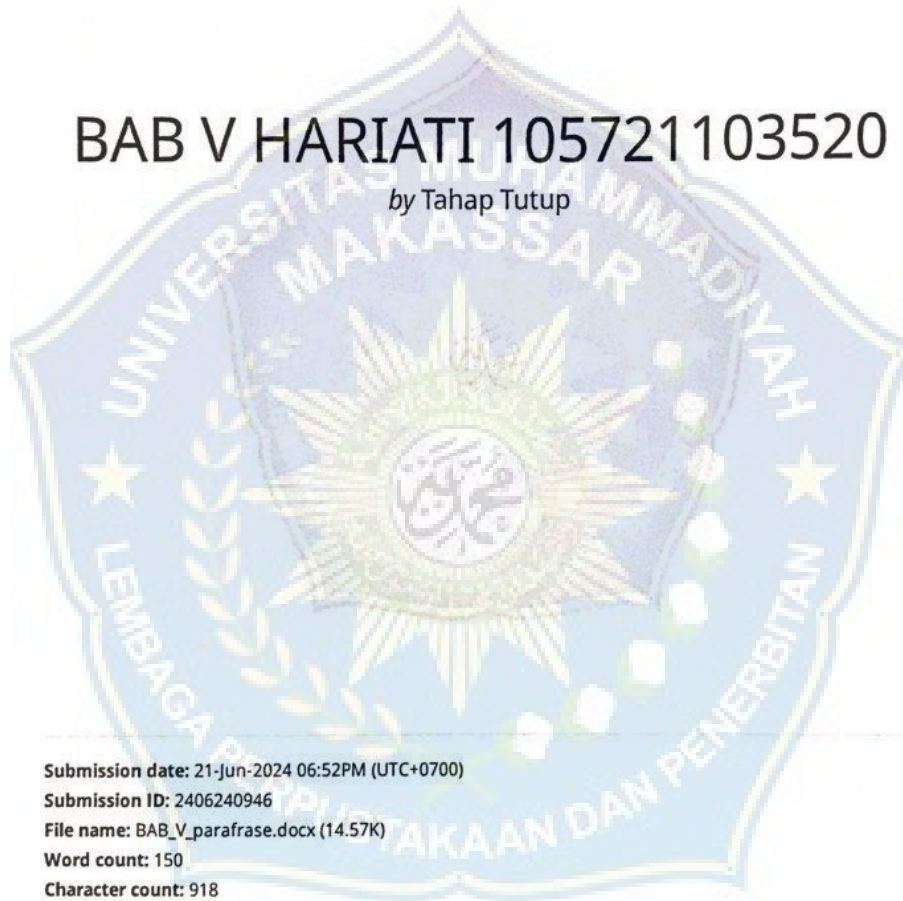 BAB V HARIATI 105721103520
by Tahap Tutup
UNIVERSITAS MUHAMMADIYAH
MAKASSAR
محمدية
LEMBAGA PERPUSTAKAAN DAN PENERBITAN
Submission date: 21-Jun-2024 06:52PM (UTC+0700)
Submission ID: 2406240946
File name: BAB_V_parafrase.docx (14.57K)
Word count: 150
Character count: 918